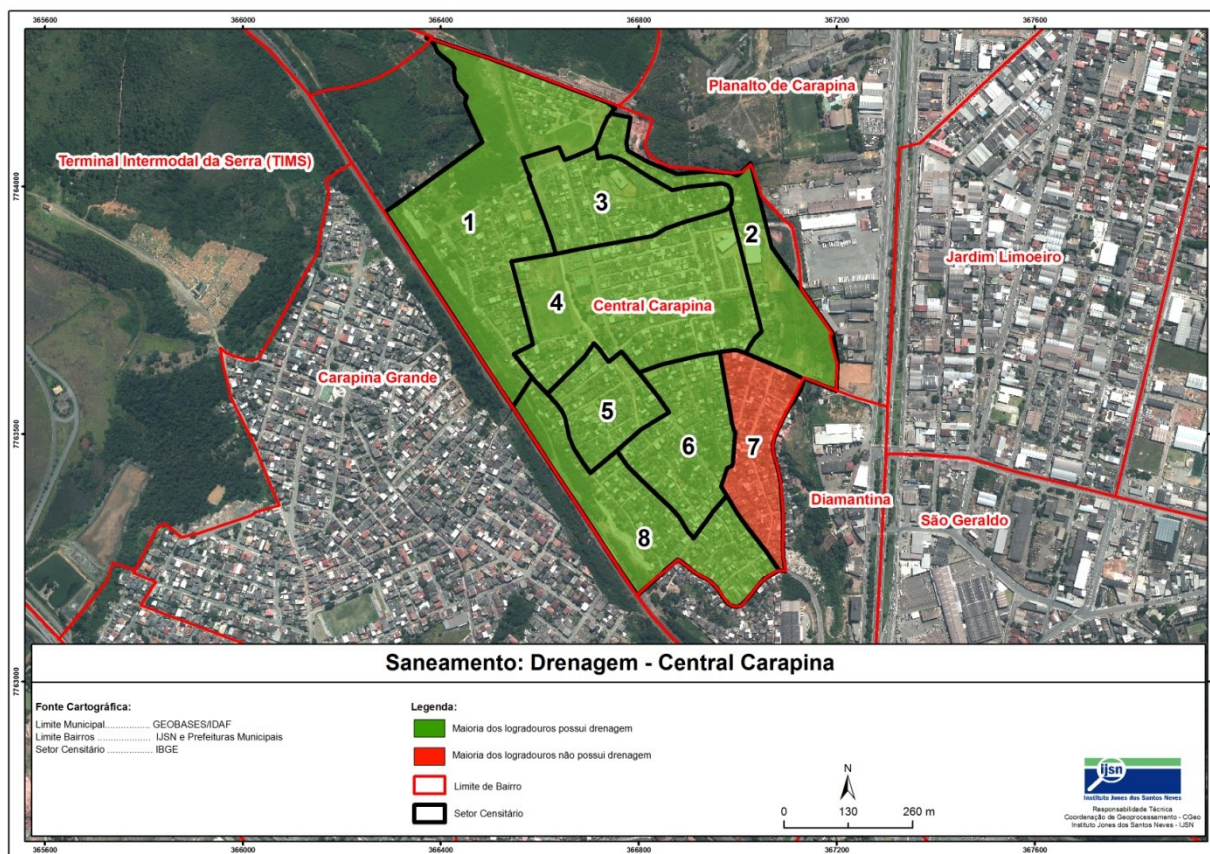 365600 366000 366400 366800 367200 367600
Planalto de Carapina
Terminal Intermodal da Serra (TIMS)
7764000
3
1
2
Jardim Limoeiro
4
Central Carapina
Carapina Grande
5
7763500
6
7
Diamantina
São Geraldo
8
Saneamento: Drenagem - Central Carapina
7763000
Fonte Cartográfica:
Limite Municipal................ GEOBASES/IDAF
Limite Bairros ................... IJSN e Prefeituras Municipais
Setor Censitário ................. IBGE
Legenda:
Maioria dos logradouros possui drenagem
Maioria dos logradouros não possui drenagem
Limite de Bairro
Setor Censitário
N
0 130 260 m
ijsn
Instituto Jones dos Santos Neves
Responsabilidade Técnica
Coordenação de Geoprocessamento - CGeo
Instituto Jones dos Santos Neves - IJSN
365600 366000 366400 366800 367200 367600